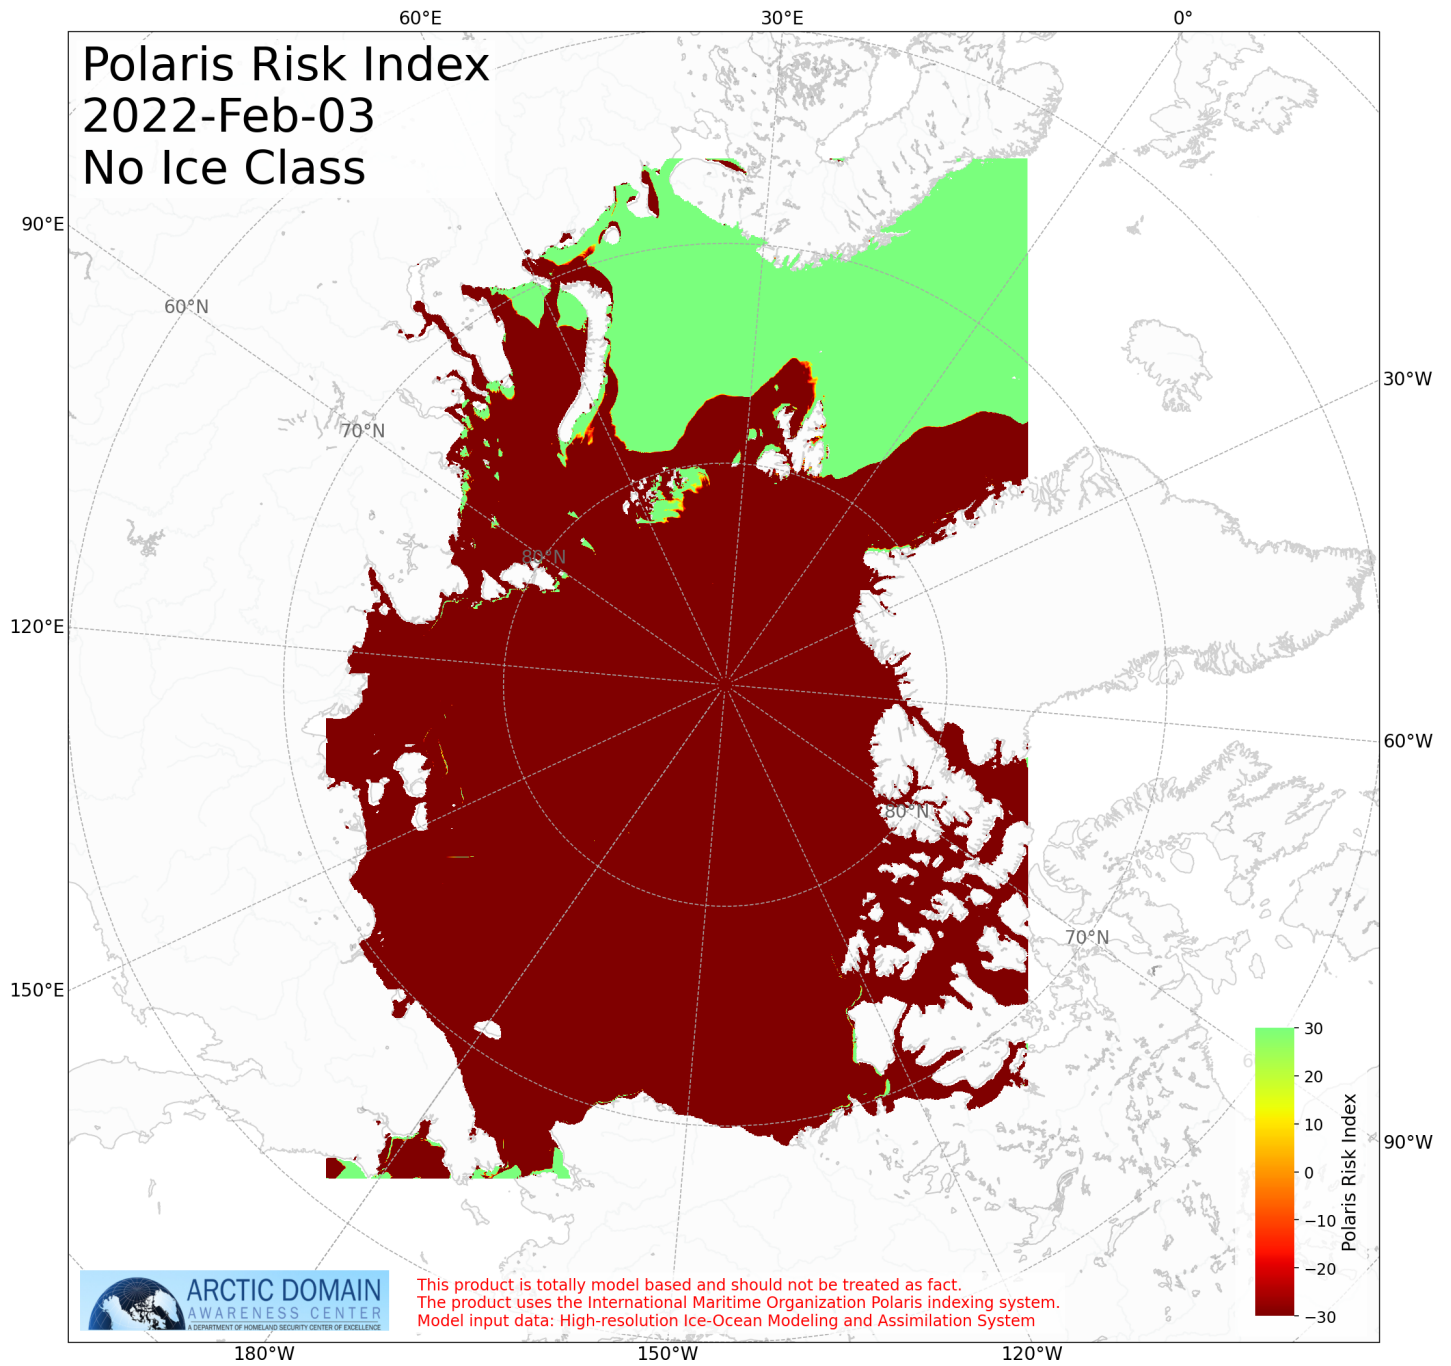 60°E 30°E 0°
Polaris Risk Index
2022-Feb-03
No Ice Class
90°E
60°N
30°W
70°N
80°N
120°E
60°W
80°N
70°N
150°E
30
20
10
0
−10
−20
−30
Polaris Risk Index
90°W
ARCTIC DOMAIN
AWARENESS CENTER
A DEPARTMENT OF HOMELAND SECURITY CENTER OF EXCELLENCE
This product is totally model based and should not be treated as fact.
The product uses the International Maritime Organization Polaris indexing system.
Model input data: High-resolution Ice-Ocean Modeling and Assimilation System
180°W 150°W 120°W